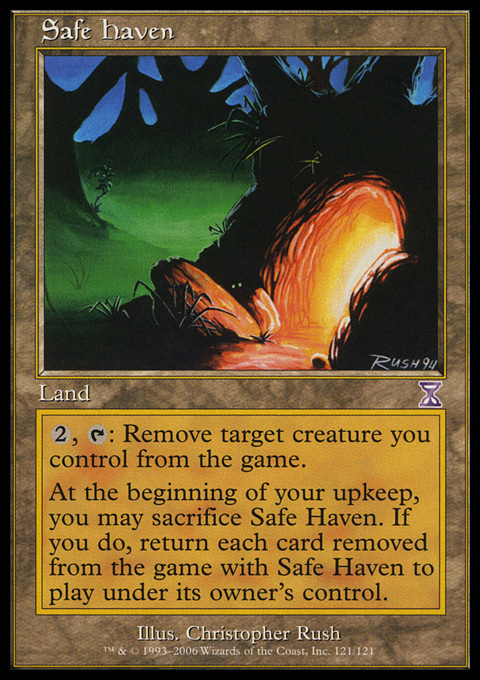 Safe Haven
RUSH 94
Land
2, : Remove target creature you
control from the game.
At the beginning of your upkeep,
you may sacrifice Safe Haven. If
you do, return each card removed
from the game with Safe Haven to
play under its owner's control.
Illus. Christopher Rush
™ & © 1993–2006 Wizards of the Coast, Inc. 121/121